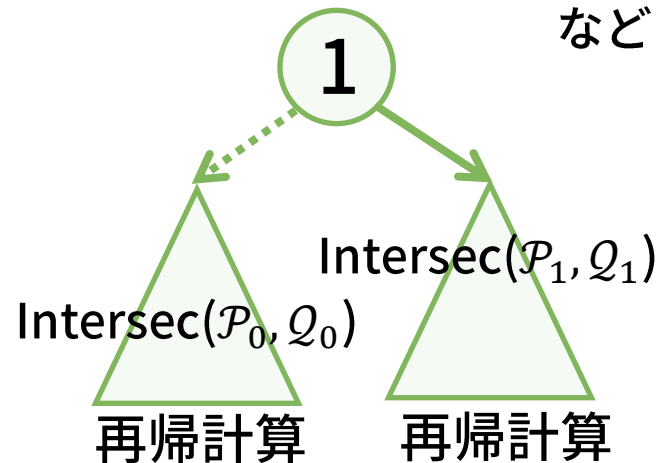 など
1
Intersec(𝒫₁, 𝒬₁)
Intersec(𝒫₀, 𝒬₀)
再帰計算
再帰計算